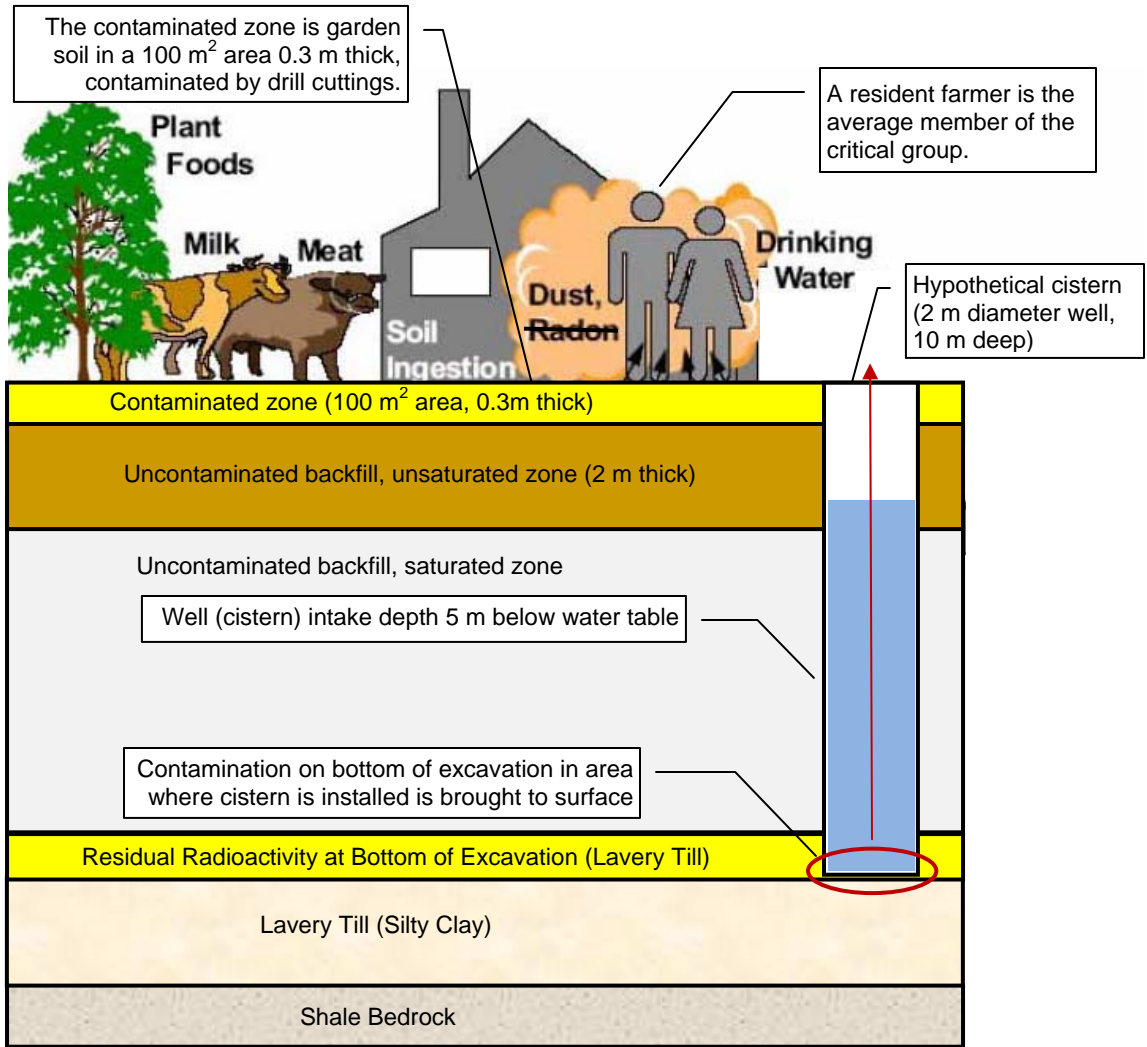 The contaminated zone is garden
soil in a 100 m² area 0.3 m thick,
contaminated by drill cuttings.
A resident farmer is the
average member of the
critical group.
Plant
Foods
Milk
Meat
Soil
Ingestion
Dust,
Radon
Drinking
Water
Hypothetical cistern
(2 m diameter well,
10 m deep)
Contaminated zone (100 m² area, 0.3m thick)
Uncontaminated backfill, unsaturated zone (2 m thick)
Uncontaminated backfill, saturated zone
Well (cistern) intake depth 5 m below water table
Contamination on bottom of excavation in area
where cistern is installed is brought to surface
Residual Radioactivity at Bottom of Excavation (Lavery Till)
Lavery Till (Silty Clay)
Shale Bedrock